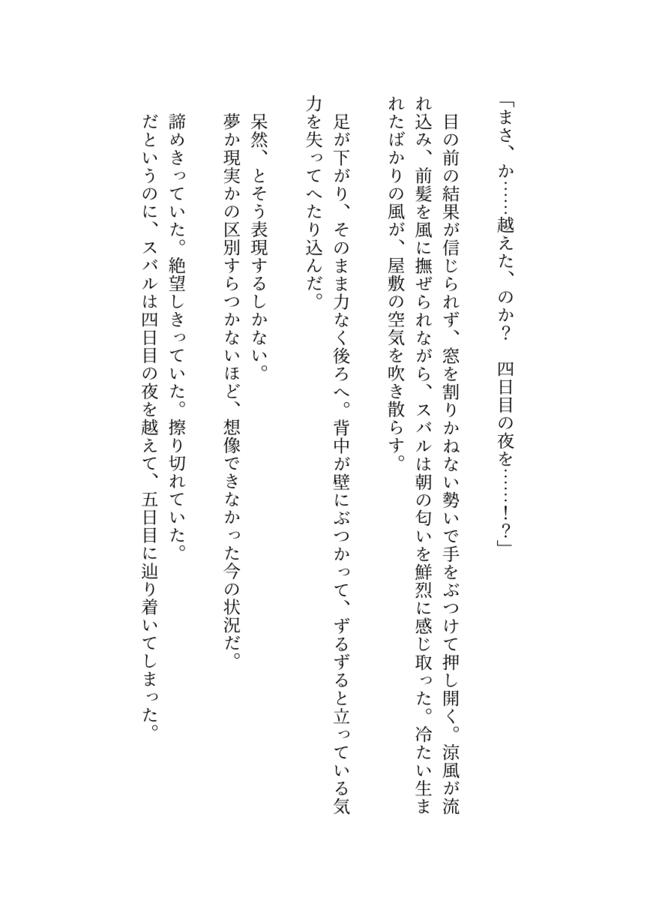 「まさ、か……越えた、のか？　四日目の夜を……！？」
　目の前の結果が信じられず、窓を割りかねない勢いで手をぶつけて押し開く。涼風が流
れ込み、前髪を風に撫ぜられながら、スバルは朝の匂いを鮮烈に感じ取った。冷たい生ま
れたばかりの風が、屋敷の空気を吹き散らす。
　足が下がり、そのまま力なく後ろへ。背中が壁にぶつかって、ずるずると立っている気
力を失ってへたり込んだ。
　呆然、とそう表現するしかない。
　夢か現実かの区別すらつかないほど、想像できなかった今の状況だ。
　諦めきっていた。絶望しきっていた。擦り切れていた。
　だというのに、スバルは四日目の夜を越えて、五日目に辿り着いてしまった。